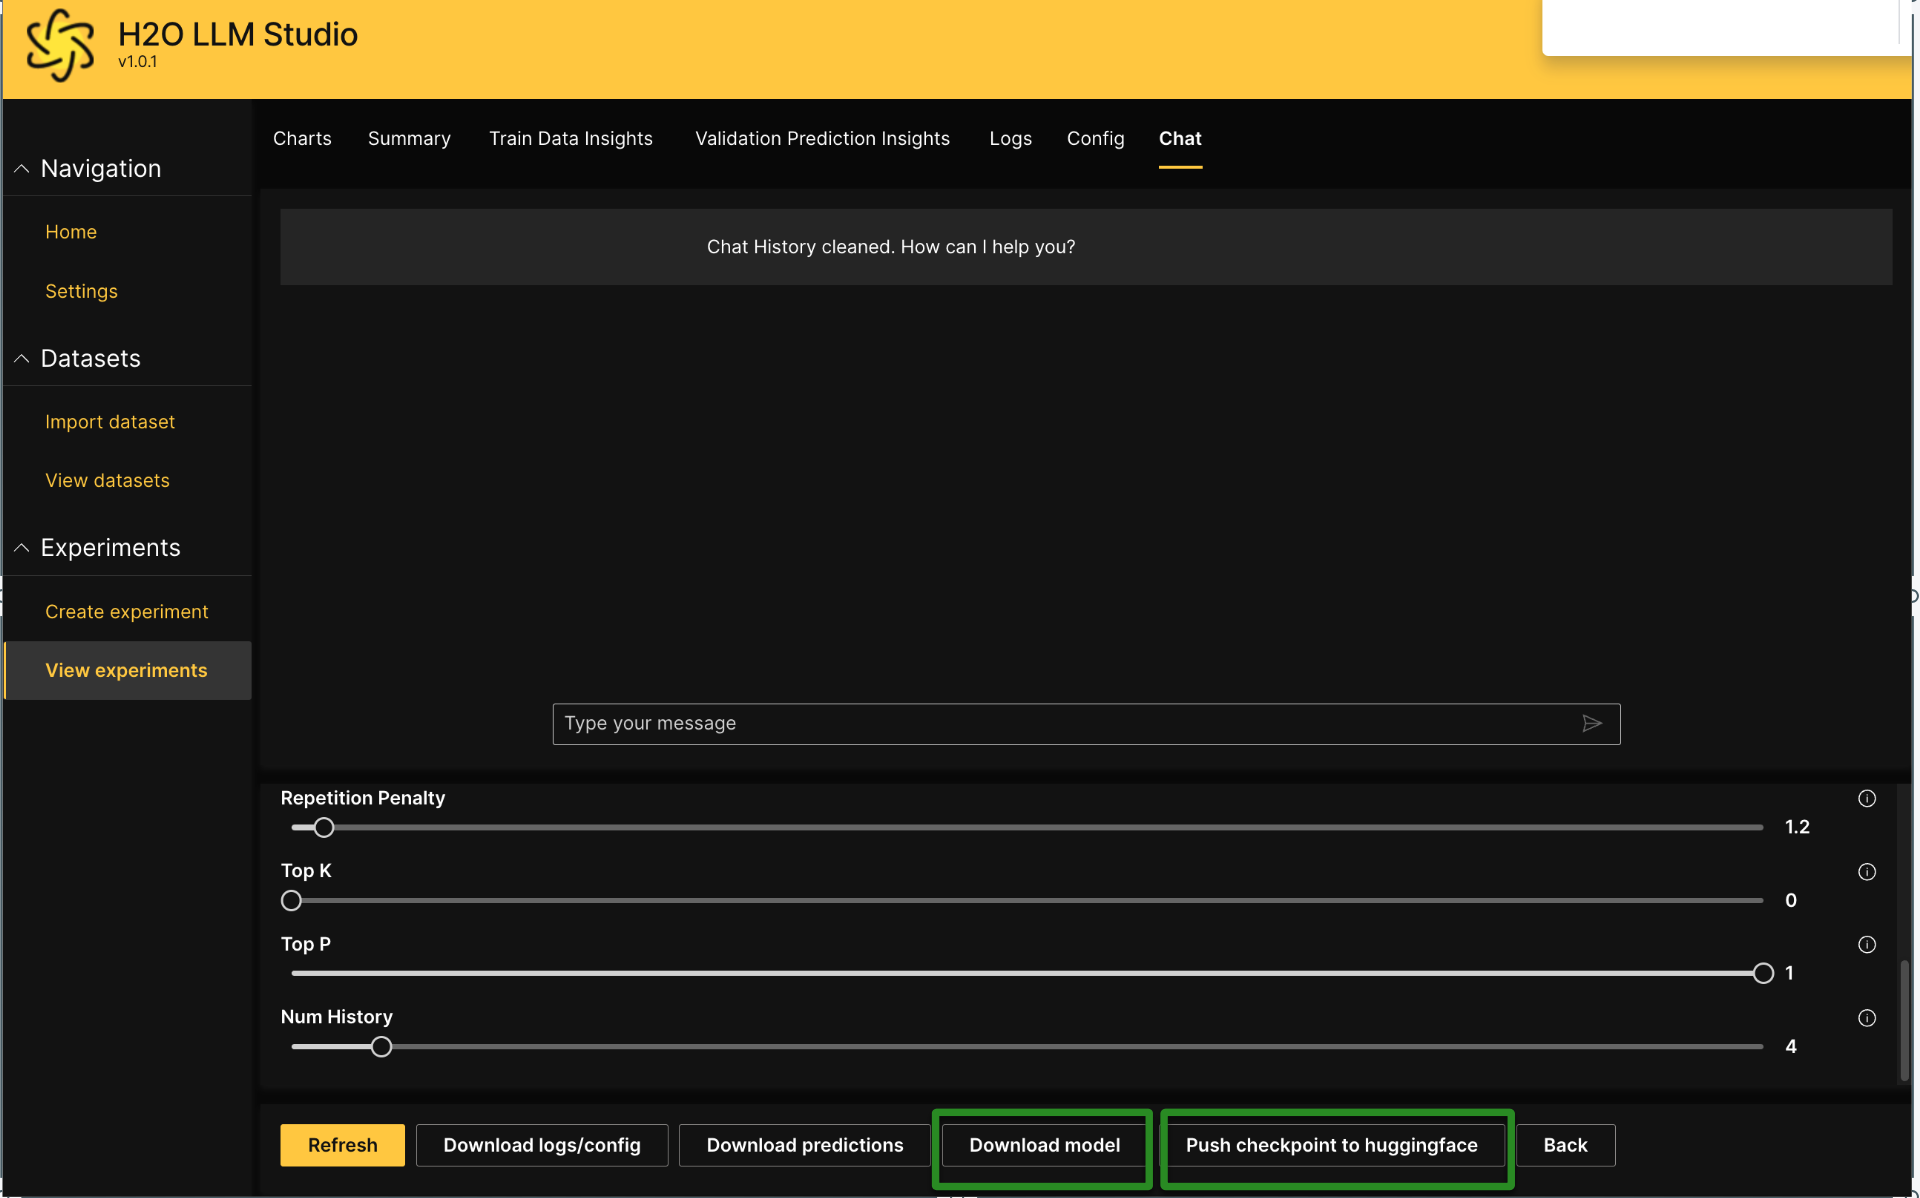 H2O LLM Studio
v1.0.1
Navigation
Home
Settings
Datasets
Import dataset
View datasets
Experiments
Create experiment
View experiments
Charts Summary Train Data Insights Validation Prediction Insights Logs Config Chat
Chat History cleaned. How can I help you?
Type your message
Repetition Penalty
1.2
Top K
0
Top P
1
Num History
4
Refresh Download logs/config Download predictions Download model Push checkpoint to huggingface Back